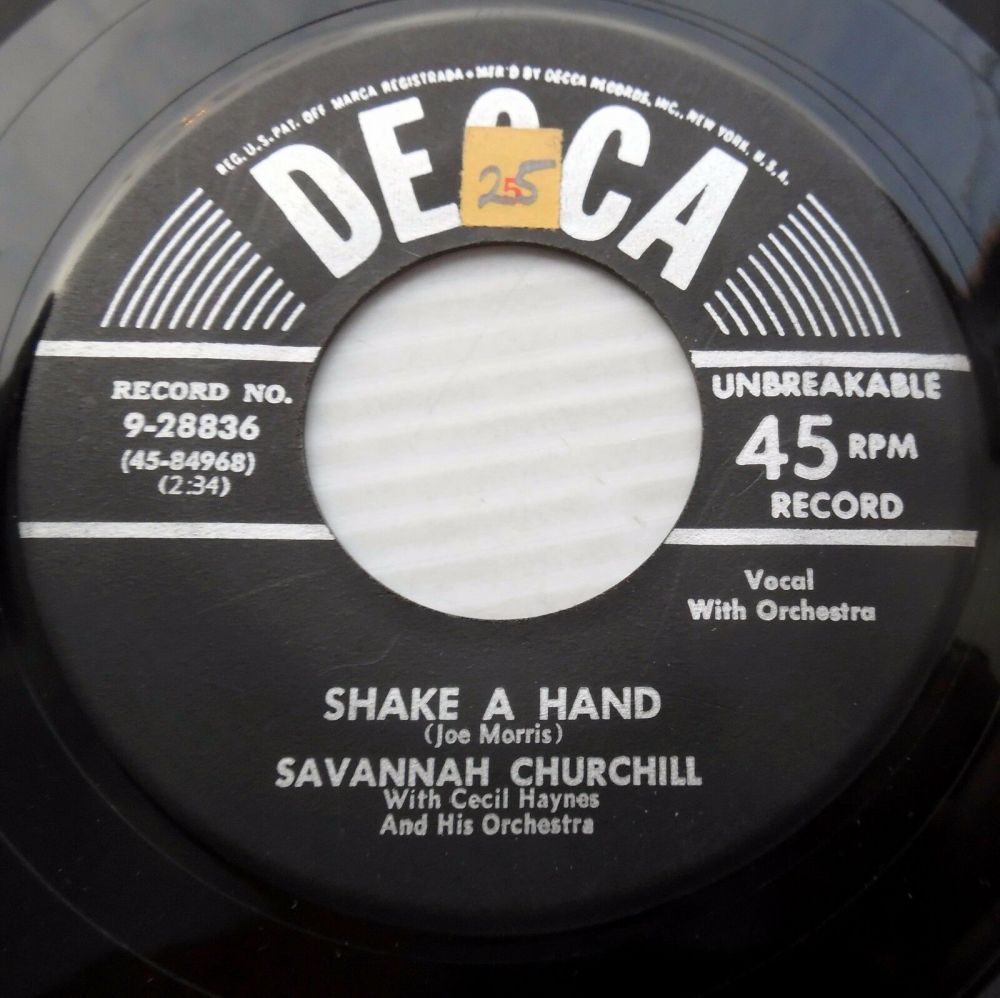 REG. U.S. PAT. OFF. MARCA REGISTRADA • MFR'D BY DECCA RECORDS, INC., NEW YORK, U.S.A.
DECCA
25
5
RECORD NO.
9-28836
(45-84968)
(2:34)
UNBREAKABLE
45 RPM
RECORD
Vocal
With Orchestra
SHAKE A HAND
(Joe Morris)
SAVANNAH CHURCHILL
With Cecil Haynes
And His Orchestra